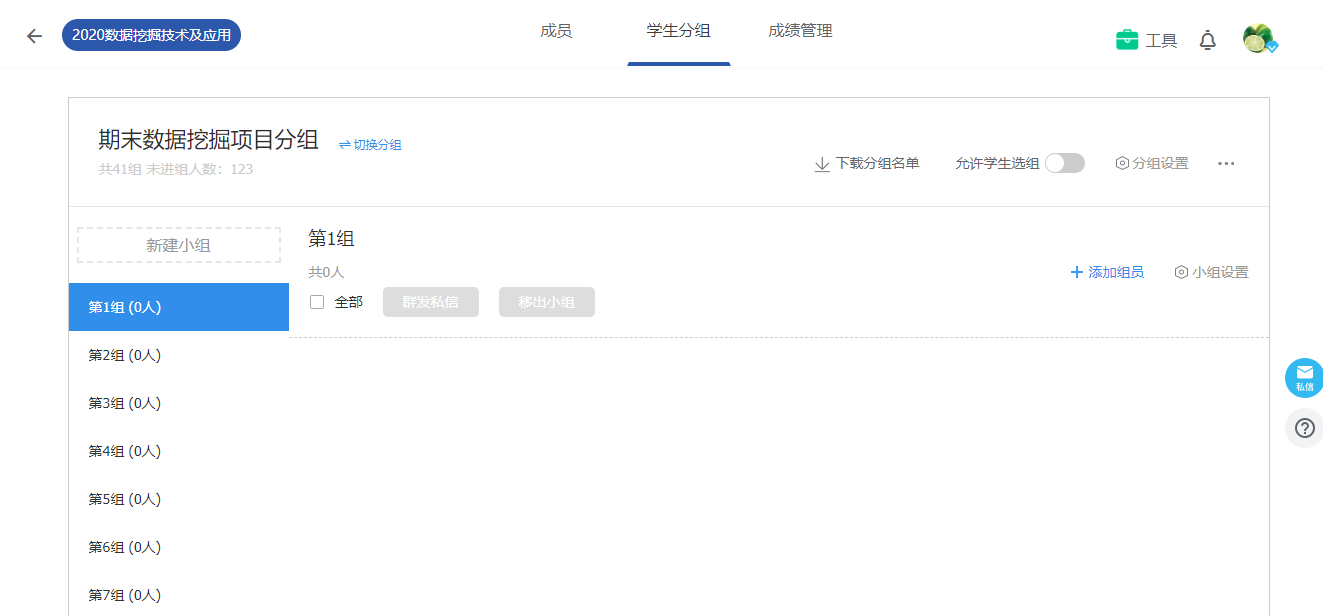 2020数据挖掘技术及应用
成员
学生分组
成绩管理
工具
期末数据挖掘项目分组
切换分组
共41组 未进组人数：123
下载分组名单
允许学生选组
分组设置
新建小组
第1组
共0人
添加组员
小组设置
全部
群发私信
移出小组
第1组 (0人)
第2组 (0人)
第3组 (0人)
第4组 (0人)
第5组 (0人)
第6组 (0人)
第7组 (0人)
私信